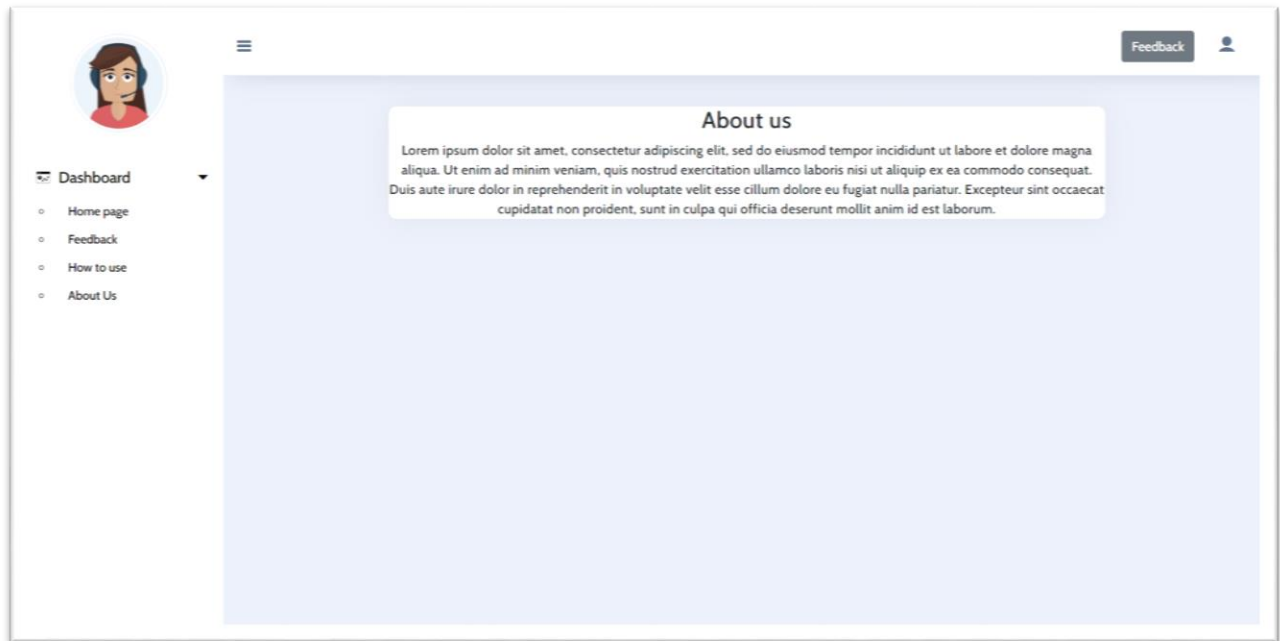 Feedback
Dashboard
Home page
Feedback
How to use
About Us
About us
Lorem ipsum dolor sit amet, consectetur adipiscing elit, sed do eiusmod tempor incididunt ut labore et dolore magna
aliqua. Ut enim ad minim veniam, quis nostrud exercitation ullamco laboris nisi ut aliquip ex ea commodo consequat.
Duis aute irure dolor in reprehenderit in voluptate velit esse cillum dolore eu fugiat nulla pariatur. Excepteur sint occaecat
cupidatat non proident, sunt in culpa qui officia deserunt mollit anim id est laborum.